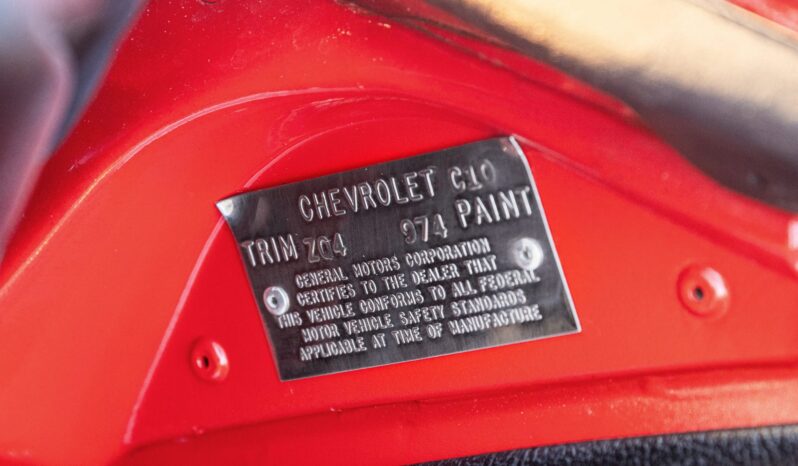 CHEVROLET C10
TRIM Z04 974 PAINT
GENERAL MOTORS CORPORATION
CERTIFIES TO THE DEALER THAT
THIS VEHICLE CONFORMS TO ALL FEDERAL
MOTOR VEHICLE SAFETY STANDARDS
APPLICABLE AT TIME OF MANUFACTURE